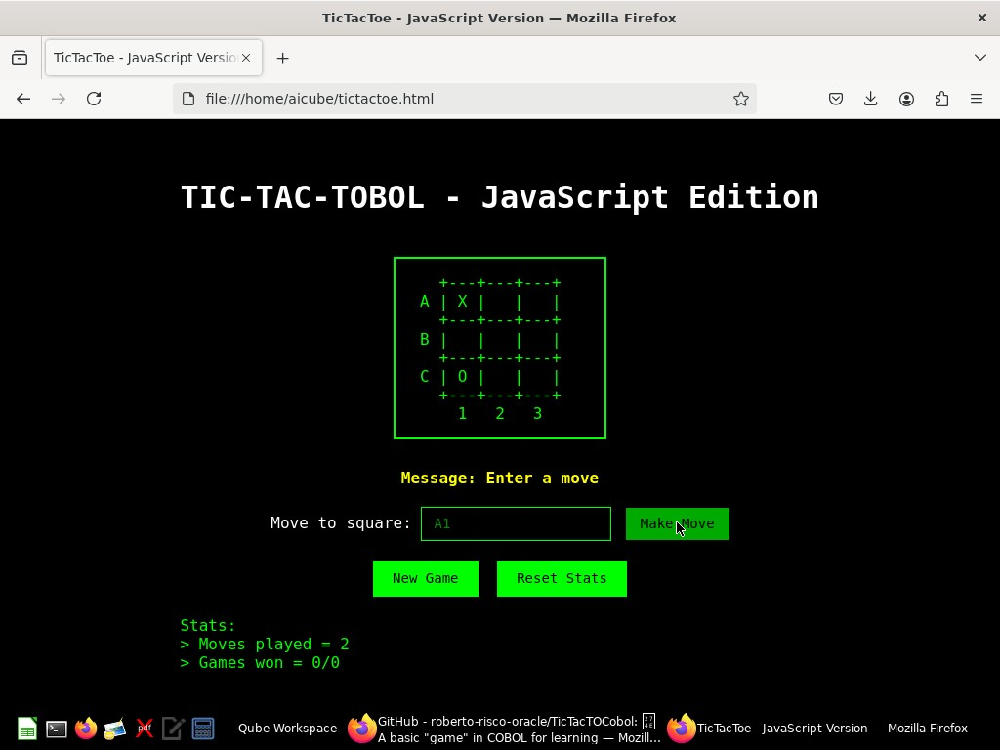 TicTacToe - JavaScript Version — Mozilla Firefox
TicTacToe - JavaScript Versio
file:///home/aicube/tictactoe.html
TIC-TAC-TOBOL - JavaScript Edition
+---+---+---+
A | X |   |   |
+---+---+---+
B |   |   |   |
+---+---+---+
C | O |   |   |
+---+---+---+
1   2   3
Message: Enter a move
Move to square: A1 Make Move
New Game Reset Stats
Stats:
> Moves played = 2
> Games won = 0/0
pdf
Qube Workspace
GitHub - roberto-risco-oracle/TicTacTOCobol:
A basic "game" in COBOL for learning — Mozill...
TicTacToe - JavaScript Version — Mozilla Firefox